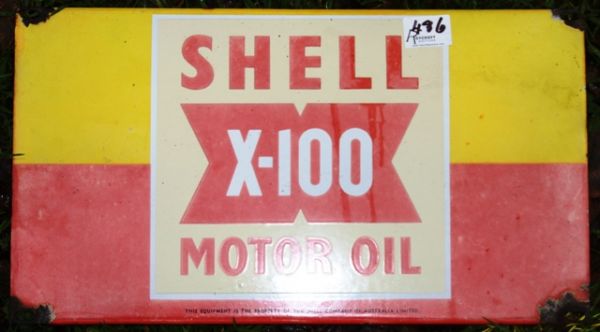 486
SHELL
X-100
MOTOR OIL
THIS EQUIPMENT IS THE PROPERTY OF THE SHELL COMPANY OF AUSTRALIA LIMITED